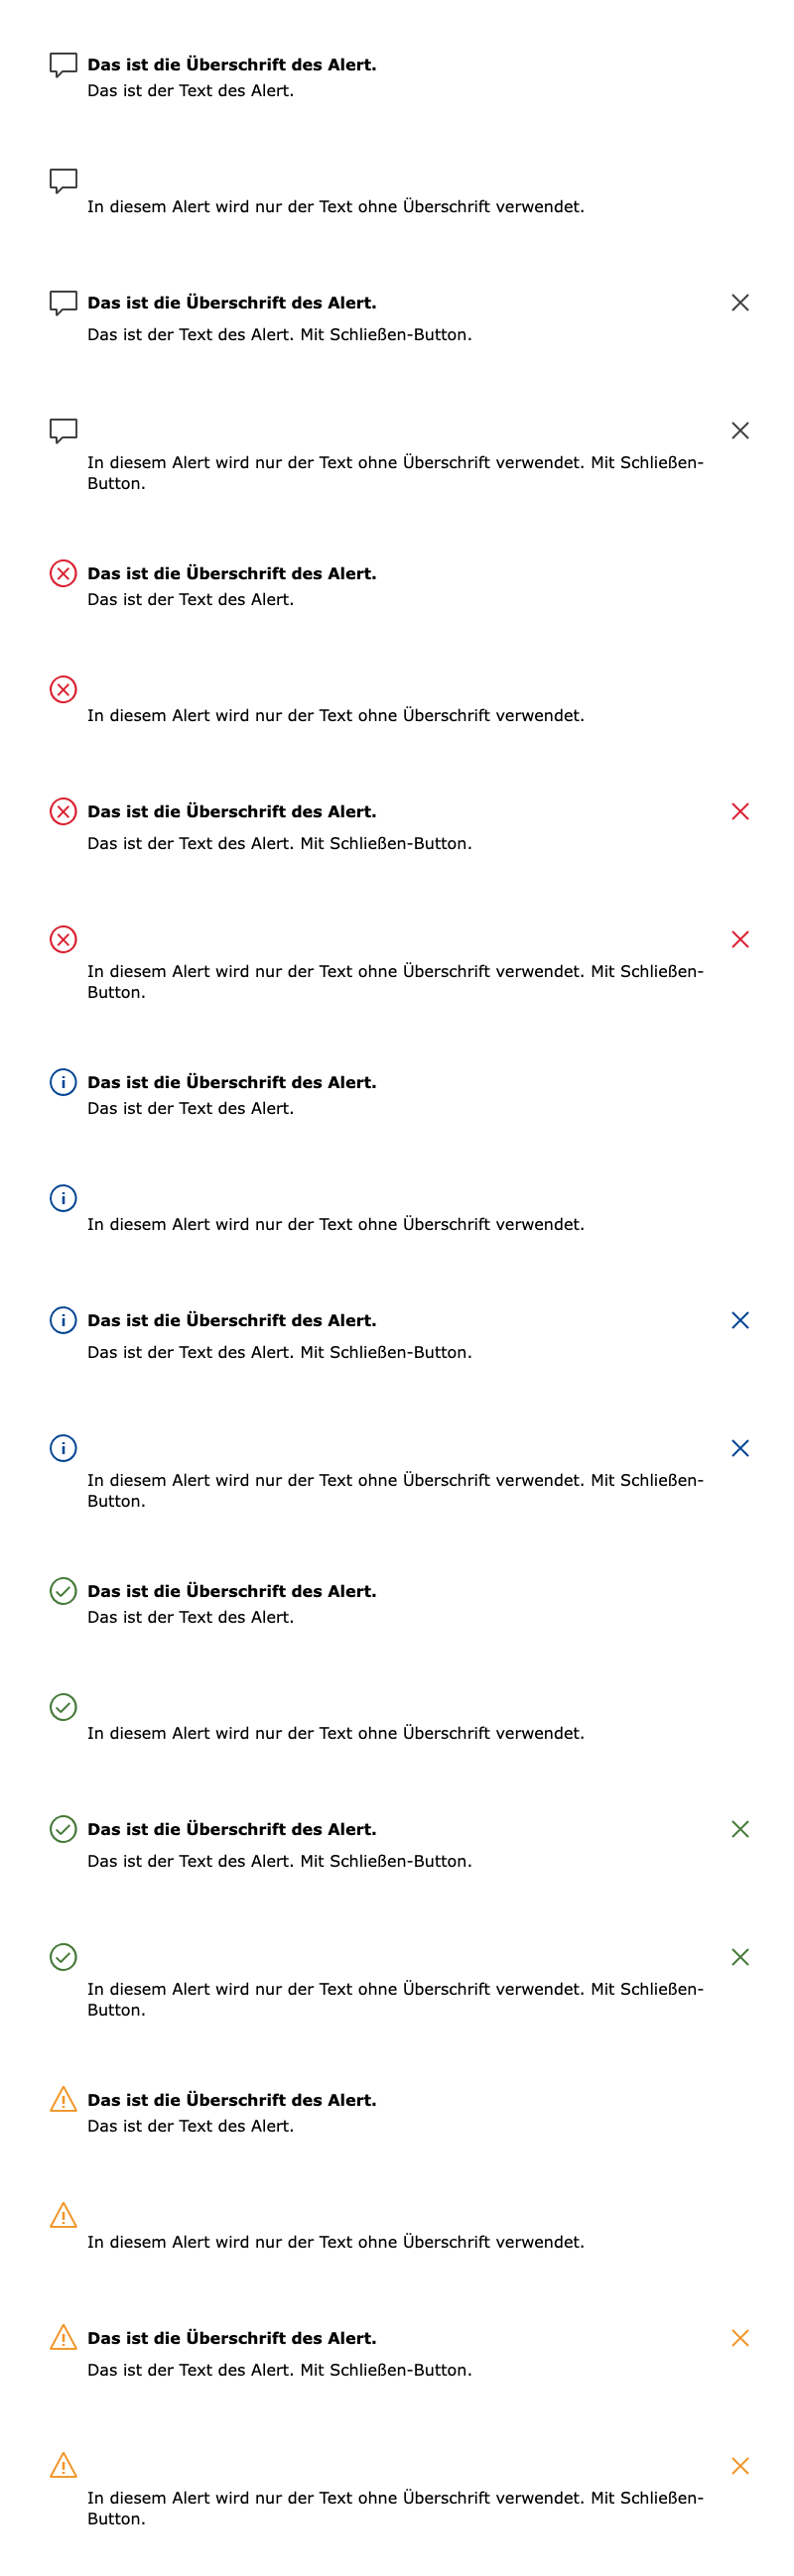 Das ist die Überschrift des Alert.
Das ist der Text des Alert.
In diesem Alert wird nur der Text ohne Überschrift verwendet.
Das ist die Überschrift des Alert.
Das ist der Text des Alert. Mit Schließen-Button.
In diesem Alert wird nur der Text ohne Überschrift verwendet. Mit Schließen-
Button.
Das ist die Überschrift des Alert.
Das ist der Text des Alert.
In diesem Alert wird nur der Text ohne Überschrift verwendet.
Das ist die Überschrift des Alert.
Das ist der Text des Alert. Mit Schließen-Button.
In diesem Alert wird nur der Text ohne Überschrift verwendet. Mit Schließen-
Button.
Das ist die Überschrift des Alert.
Das ist der Text des Alert.
In diesem Alert wird nur der Text ohne Überschrift verwendet.
Das ist die Überschrift des Alert.
Das ist der Text des Alert. Mit Schließen-Button.
In diesem Alert wird nur der Text ohne Überschrift verwendet. Mit Schließen-
Button.
Das ist die Überschrift des Alert.
Das ist der Text des Alert.
In diesem Alert wird nur der Text ohne Überschrift verwendet.
Das ist die Überschrift des Alert.
Das ist der Text des Alert. Mit Schließen-Button.
In diesem Alert wird nur der Text ohne Überschrift verwendet. Mit Schließen-
Button.
Das ist die Überschrift des Alert.
Das ist der Text des Alert.
In diesem Alert wird nur der Text ohne Überschrift verwendet.
Das ist die Überschrift des Alert.
Das ist der Text des Alert. Mit Schließen-Button.
In diesem Alert wird nur der Text ohne Überschrift verwendet. Mit Schließen-
Button.